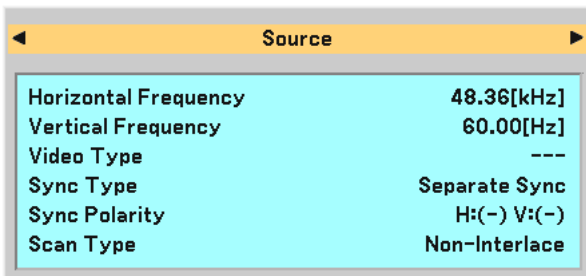 ◀ Source ▶
Horizontal Frequency 48.36[kHz]
Vertical Frequency 60.00[Hz]
Video Type ---
Sync Type Separate Sync
Sync Polarity H:(-) V:(-)
Scan Type Non-Interlace